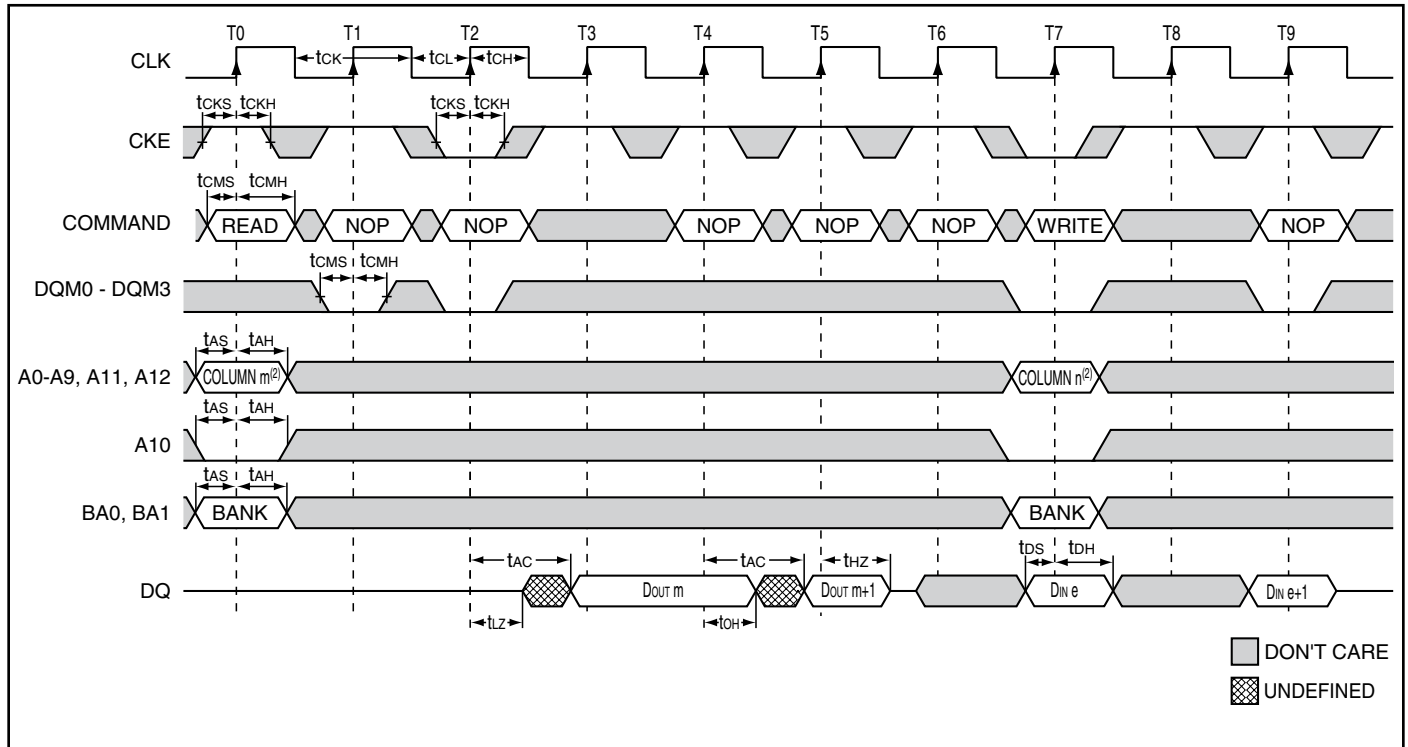 T0 T1 T2 T3 T4 T5 T6 T7 T8 T9
CLK tCK tCL tCH
tCKS tCKH tCKS tCKH
CKE
tCMS tCMH
COMMAND READ NOP NOP NOP NOP NOP WRITE NOP
tCMS tCMH
DQM0 - DQM3
tAS tAH
A0-A9, A11, A12 COLUMN m(2) COLUMN n(2)
tAS tAH
A10
tAS tAH
BA0, BA1 BANK BANK
tAC tAC tHZ tDS tDH
DQ DOUT m DOUT m+1 DIN e DIN e+1
tLZ tOH
DON'T CARE
UNDEFINED